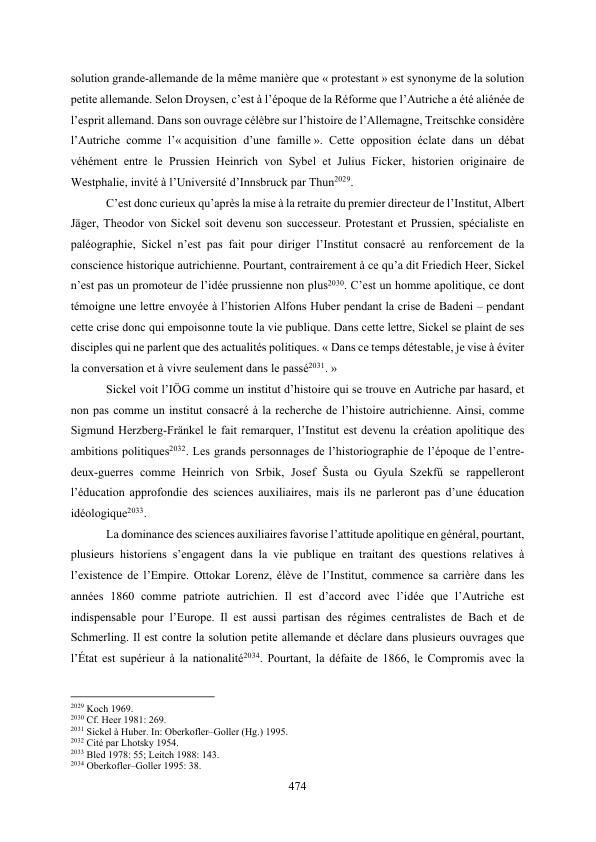 solution grande-allemande de la même manière que « protestant » est synonyme de la solution
petite allemande. Selon Droysen, c’est à l’époque de la Réforme que l’Autriche a été aliénée de
l’esprit allemand. Dans son ouvrage célèbre sur l’histoire de l’Allemagne, Treitschke considère
l’Autriche comme l’« acquisition d’une famille ». Cette opposition éclate dans un débat
véhément entre le Prussien Heinrich von Sybel et Julius Ficker, historien originaire de
Westphalie, invité à l’Université d’Innsbruck par Thun²⁰²⁹.
C’est donc curieux qu’après la mise à la retraite du premier directeur de l’Institut, Albert
Jäger, Theodor von Sickel soit devenu son successeur. Protestant et Prussien, spécialiste en
paléographie, Sickel n’est pas fait pour diriger l’Institut consacré au renforcement de la
conscience historique autrichienne. Pourtant, contrairement à ce qu’a dit Friedich Heer, Sickel
n’est pas un promoteur de l’idée prussienne non plus²⁰³⁰. C’est un homme apolitique, ce dont
témoigne une lettre envoyée à l’historien Alfons Huber pendant la crise de Badeni – pendant
cette crise donc qui empoisonne toute la vie publique. Dans cette lettre, Sickel se plaint de ses
disciples qui ne parlent que des actualités politiques. « Dans ce temps détestable, je vise à éviter
la conversation et à vivre seulement dans le passé²⁰³¹. »
Sickel voit l’IÖG comme un institut d’histoire qui se trouve en Autriche par hasard, et
non pas comme un institut consacré à la recherche de l’histoire autrichienne. Ainsi, comme
Sigmund Herzberg-Fränkel le fait remarquer, l’Institut est devenu la création apolitique des
ambitions politiques²⁰³². Les grands personnages de l’historiographie de l’époque de l’entre-
deux-guerres comme Heinrich von Srbik, Josef Šusta ou Gyula Szekfű se rappelleront
l’éducation approfondie des sciences auxiliaires, mais ils ne parleront pas d’une éducation
idéologique²⁰³³.
La dominance des sciences auxiliaires favorise l’attitude apolitique en général, pourtant,
plusieurs historiens s’engagent dans la vie publique en traitant des questions relatives à
l’existence de l’Empire. Ottokar Lorenz, élève de l’Institut, commence sa carrière dans les
années 1860 comme patriote autrichien. Il est d’accord avec l’idée que l’Autriche est
indispensable pour l’Europe. Il est aussi partisan des régimes centralistes de Bach et de
Schmerling. Il est contre la solution petite allemande et déclare dans plusieurs ouvrages que
l’État est supérieur à la nationalité²⁰³⁴. Pourtant, la défaite de 1866, le Compromis avec la
²⁰²⁹ Koch 1969.
²⁰³⁰ Cf. Heer 1981: 269.
²⁰³¹ Sickel à Huber. In: Oberkofler–Goller (Hg.) 1995.
²⁰³² Cité par Lhotsky 1954.
²⁰³³ Bled 1978: 55; Leitch 1988: 143.
²⁰³⁴ Oberkofler–Goller 1995: 38.
474